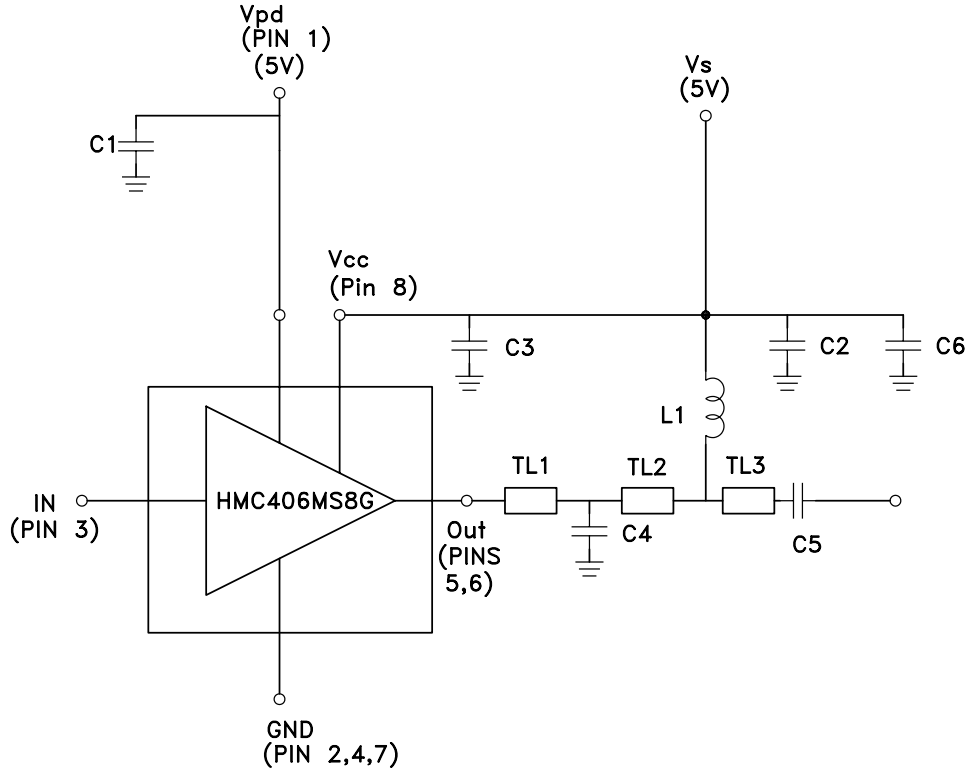 Vpd
(PIN 1)
(5V)
Vs
(5V)
C1
Vcc
(Pin 8)
C3
C2
C6
L1
TL1
TL2
TL3
HMC406MS8G
IN
(PIN 3)
Out
(PINS
5,6)
C4
C5
GND
(PIN 2,4,7)